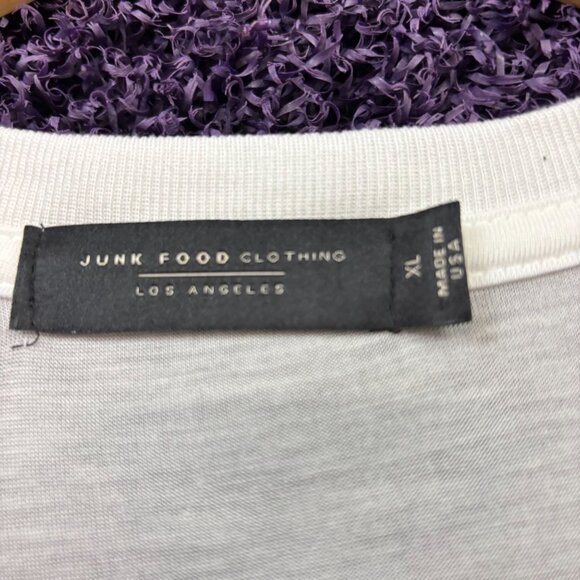 JUNK FOOD CLOTHING
LOS ANGELES
XL
MADE IN
USA